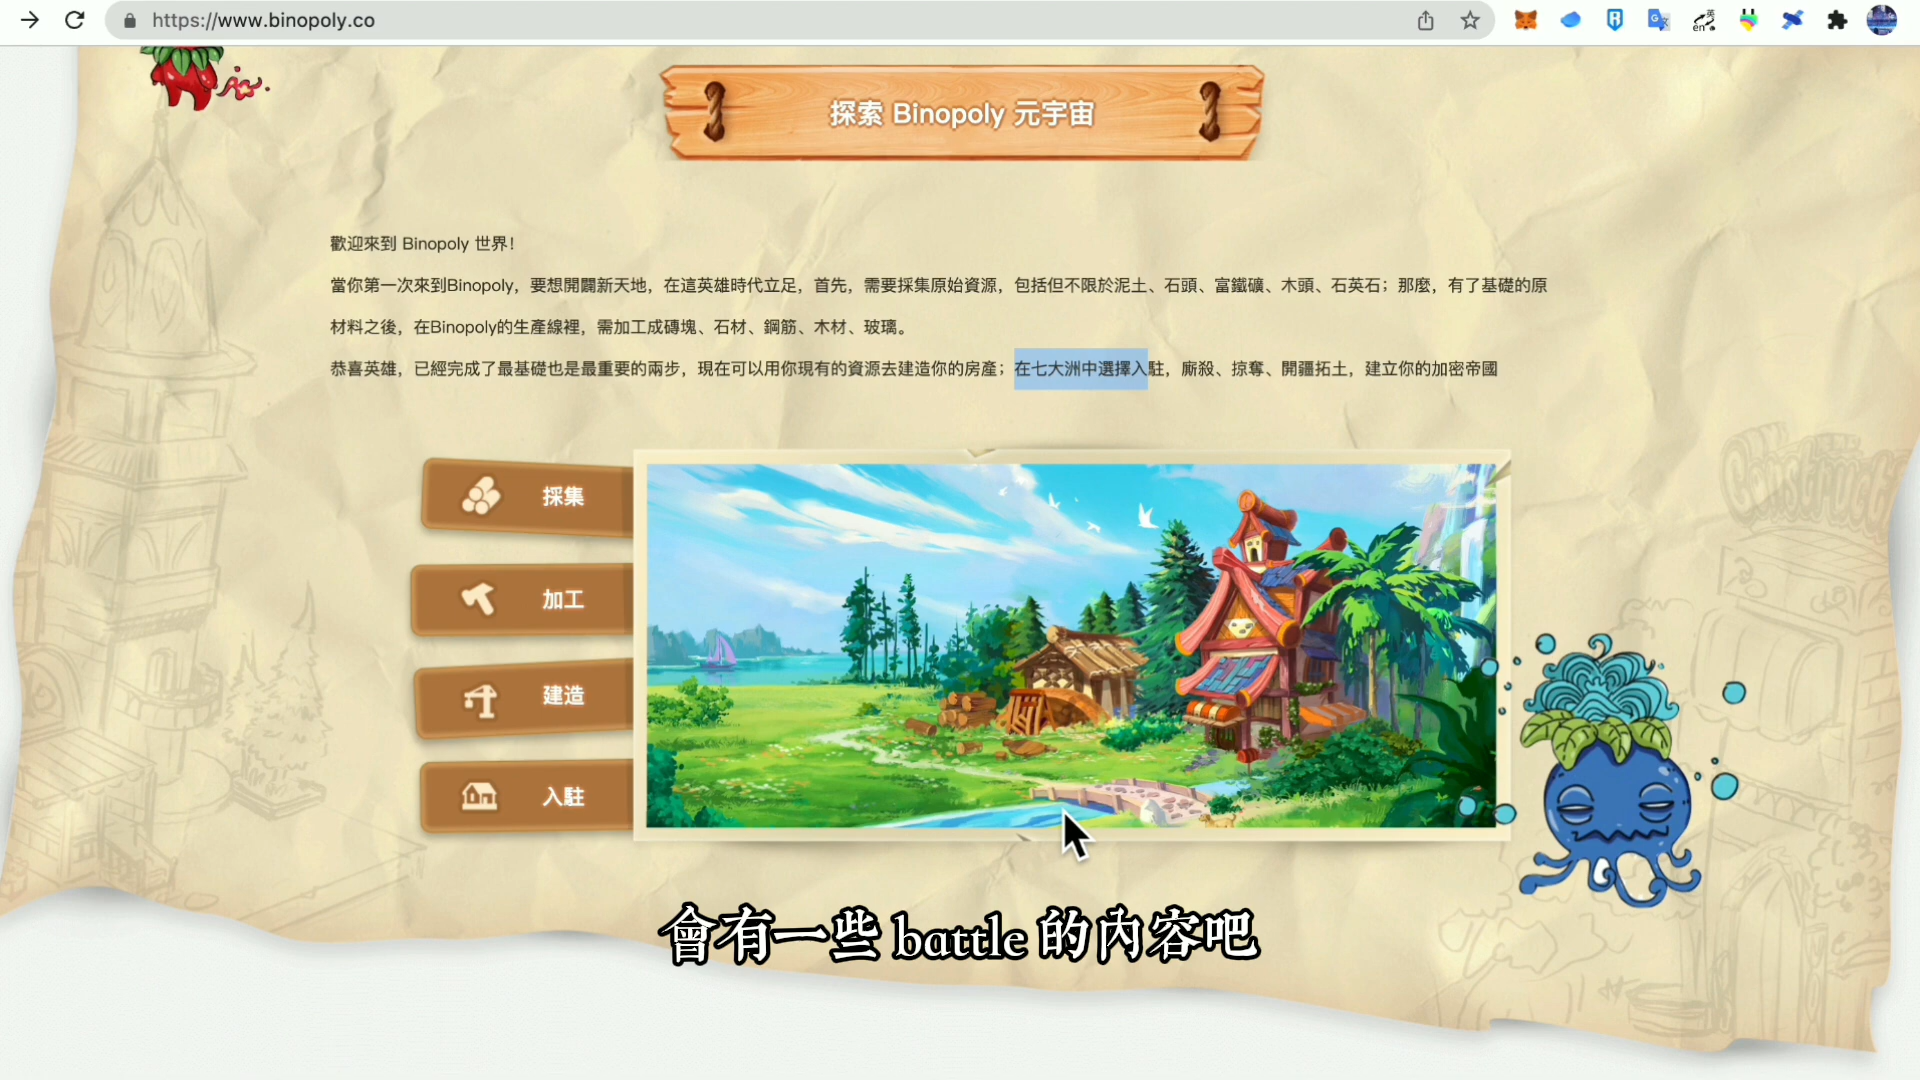 https://www.binopoly.co
探索 Binopoly 元宇宙
歡迎來到 Binopoly 世界！
當你第一次來到Binopoly，要想開闢新天地，在這英雄時代立足，首先，需要採集原始資源，包括但不限於泥土、石頭、富鐵礦、木頭、石英石；那麼，有了基礎的原
材料之後，在Binopoly的生產線裡，需加工成磚塊、石材、鋼筋、木材、玻璃。
恭喜英雄，已經完成了最基礎也是最重要的兩步，現在可以用你現有的資源去建造你的房產；在七大洲中選擇入駐，廝殺、掠奪、開疆拓土，建立你的加密帝國
採集
加工
建造
入駐
會有一些 battle 的內容吧